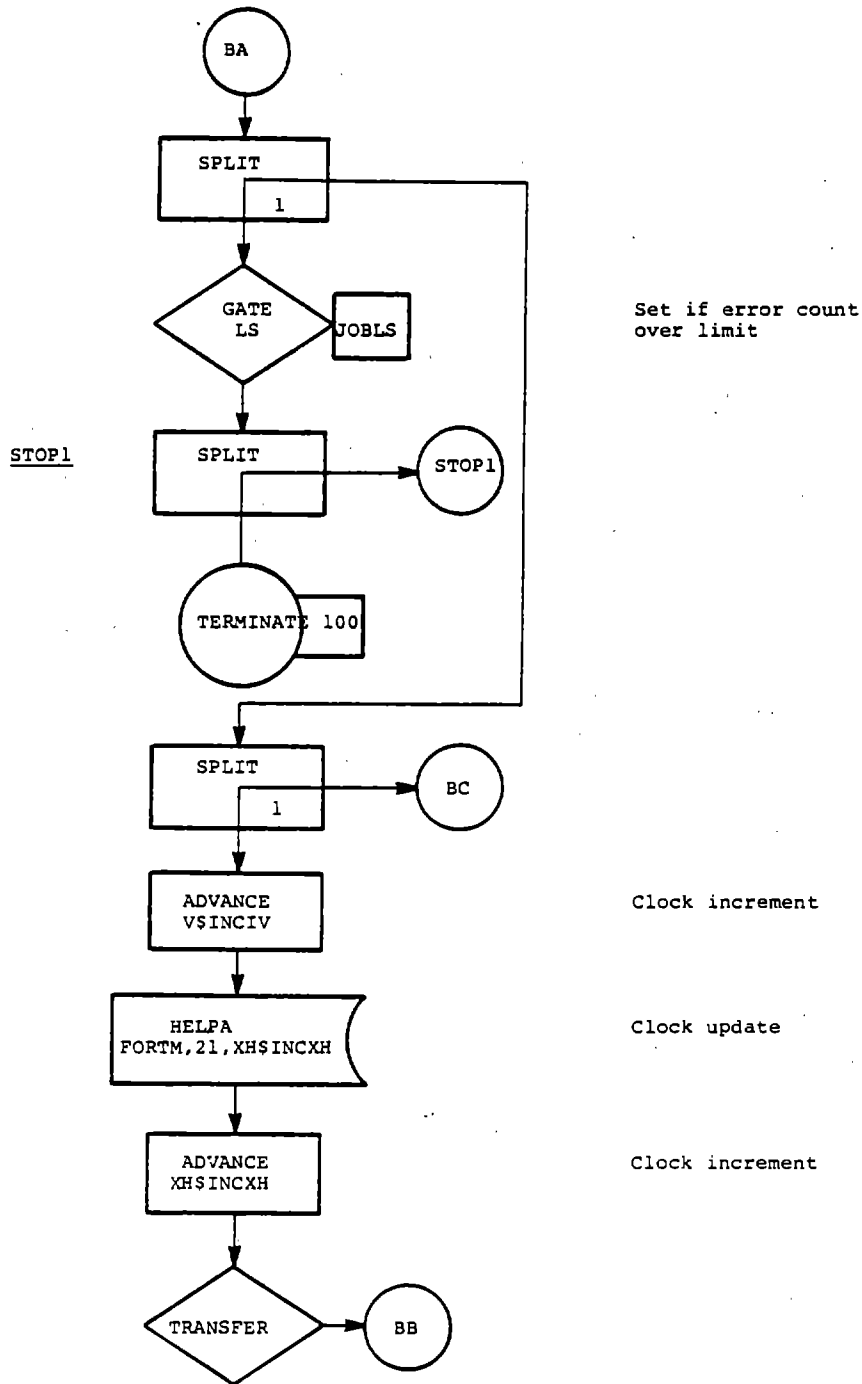 BA
SPLIT
1
GATE
LS
JOBLS
Set if error count
over limit
STOP1
SPLIT
STOP1
TERMINATE 100
SPLIT
1
BC
ADVANCE
V$INCIV
Clock increment
HELPA
FORTM,21,XH$INCXH
Clock update
ADVANCE
XH$INCXH
Clock increment
TRANSFER
BB